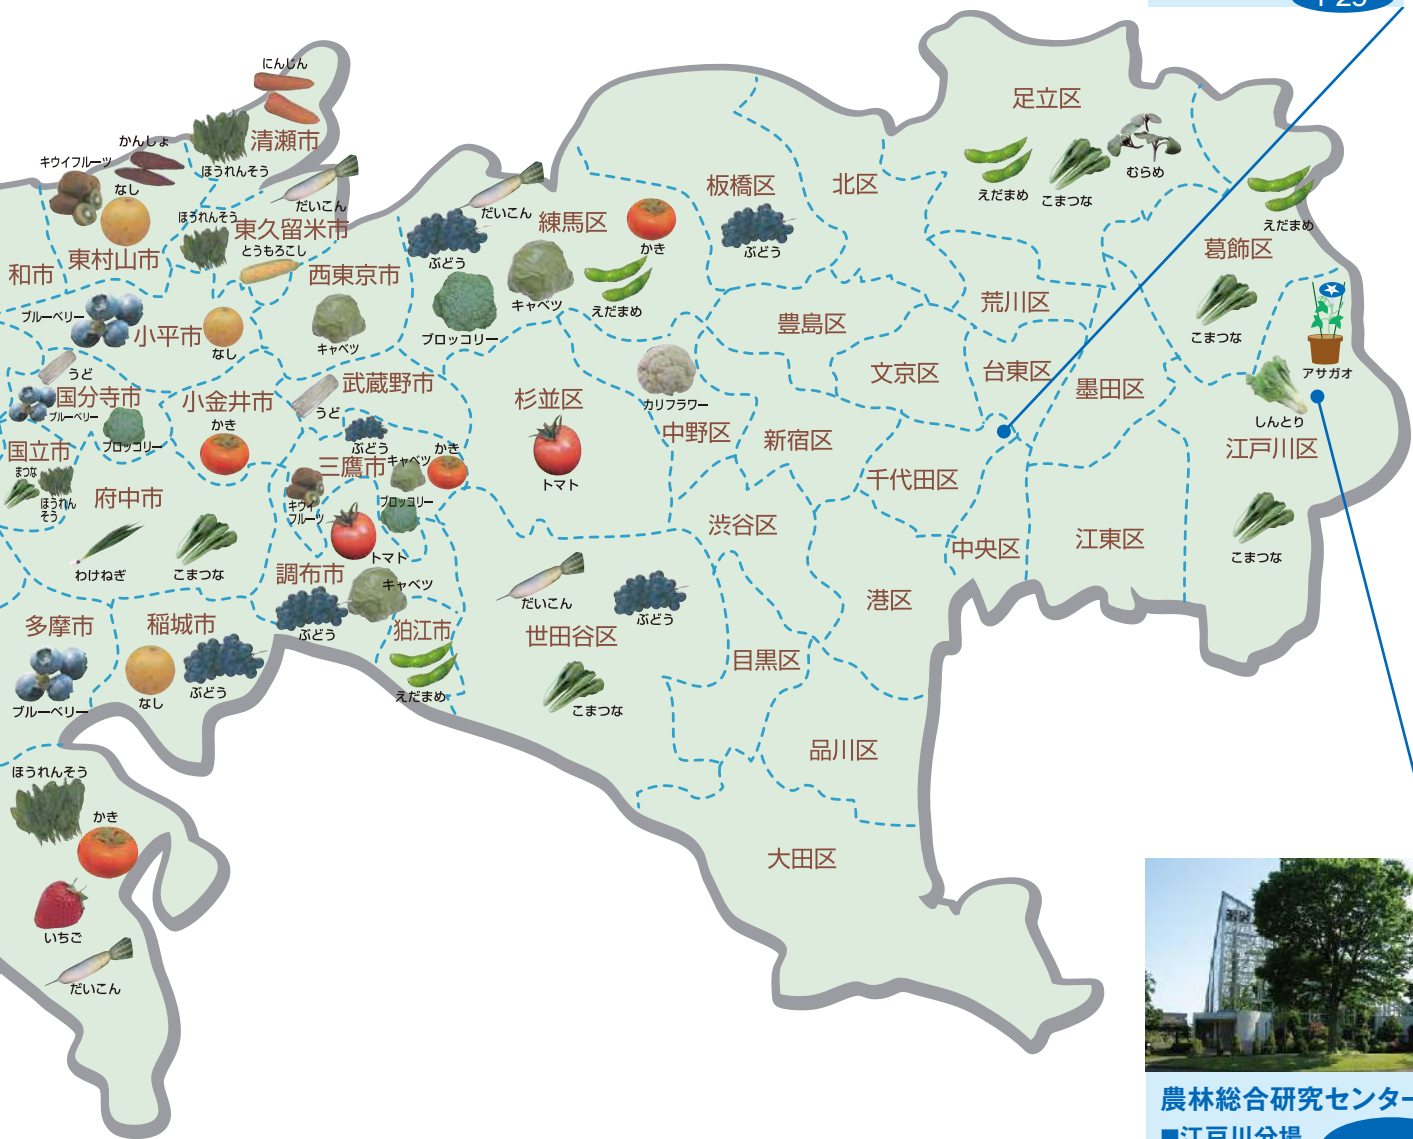 P25
足立区
えだまめ
こまつな
むらめ
えだまめ
葛飾区
こまつな
アサガオ
しんとり
江戸川区
こまつな
にんじん
清瀬市
ほうれんそう
かんしょ
キウイフルーツ
なし
東村山市
和市
だいこん
ほうれんそう
東久留米市
とうもろこし
西東京市
キャベツ
ブルーベリー
小平市
なし
だいこん
練馬区
ぶどう
キャベツ
ブロッコリー
えだまめ
かき
板橋区
ぶどう
北区
荒川区
豊島区
文京区
台東区
墨田区
うど
国分寺市
ブルーベリー
ブロッコリー
小金井市
かき
武蔵野市
うど
ぶどう
三鷹市
キャベツ
かき
キウイ
フルーツ
ブロッコリー
トマト
杉並区
トマト
カリフラワー
中野区
新宿区
千代田区
渋谷区
中央区
江東区
港区
国立市
まつな
ほうれん
そう
府中市
わけねぎ
こまつな
調布市
キャベツ
ぶどう
狛江市
えだまめ
だいこん
ぶどう
世田谷区
こまつな
目黒区
品川区
大田区
多摩市
ブルーベリー
稲城市
なし
ぶどう
ほうれんそう
かき
いちご
だいこん
農林総合研究センター
■江戸川分場